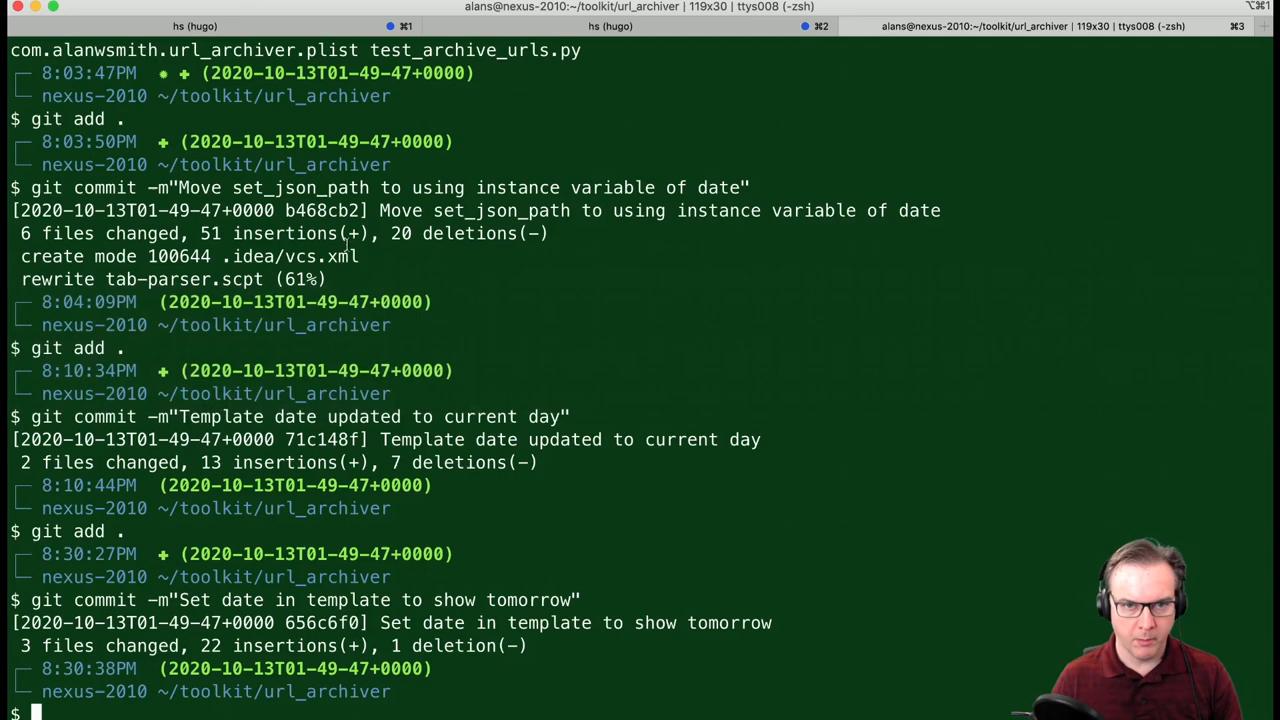 alans@nexus-2010:~/toolkit/url_archiver | 119x30 | ttys008 (-zsh)
⌥⌘1
hs (hugo) ⌘1
hs (hugo) ⌘2
alans@nexus-2010:~/toolkit/url_archiver | 119x30 | ttys008 (-zsh) ⌘3
com.alanwsmith.url_archiver.plist test_archive_urls.py
8:03:47PM ✹ ✚ (2020-10-13T01-49-47+0000)
nexus-2010 ~/toolkit/url_archiver
$ git add .
8:03:50PM ✚ (2020-10-13T01-49-47+0000)
nexus-2010 ~/toolkit/url_archiver
$ git commit -m"Move set_json_path to using instance variable of date"
[2020-10-13T01-49-47+0000 b468cb2] Move set_json_path to using instance variable of date
6 files changed, 51 insertions(+), 20 deletions(-)
create mode 100644 .idea/vcs.xml
rewrite tab-parser.scpt (61%)
8:04:09PM (2020-10-13T01-49-47+0000)
nexus-2010 ~/toolkit/url_archiver
$ git add .
8:10:34PM ✚ (2020-10-13T01-49-47+0000)
nexus-2010 ~/toolkit/url_archiver
$ git commit -m"Template date updated to current day"
[2020-10-13T01-49-47+0000 71c148f] Template date updated to current day
2 files changed, 13 insertions(+), 7 deletions(-)
8:10:44PM (2020-10-13T01-49-47+0000)
nexus-2010 ~/toolkit/url_archiver
$ git add .
8:30:27PM ✚ (2020-10-13T01-49-47+0000)
nexus-2010 ~/toolkit/url_archiver
$ git commit -m"Set date in template to show tomorrow"
[2020-10-13T01-49-47+0000 656c6f0] Set date in template to show tomorrow
3 files changed, 22 insertions(+), 1 deletion(-)
8:30:38PM (2020-10-13T01-49-47+0000)
nexus-2010 ~/toolkit/url_archiver
$